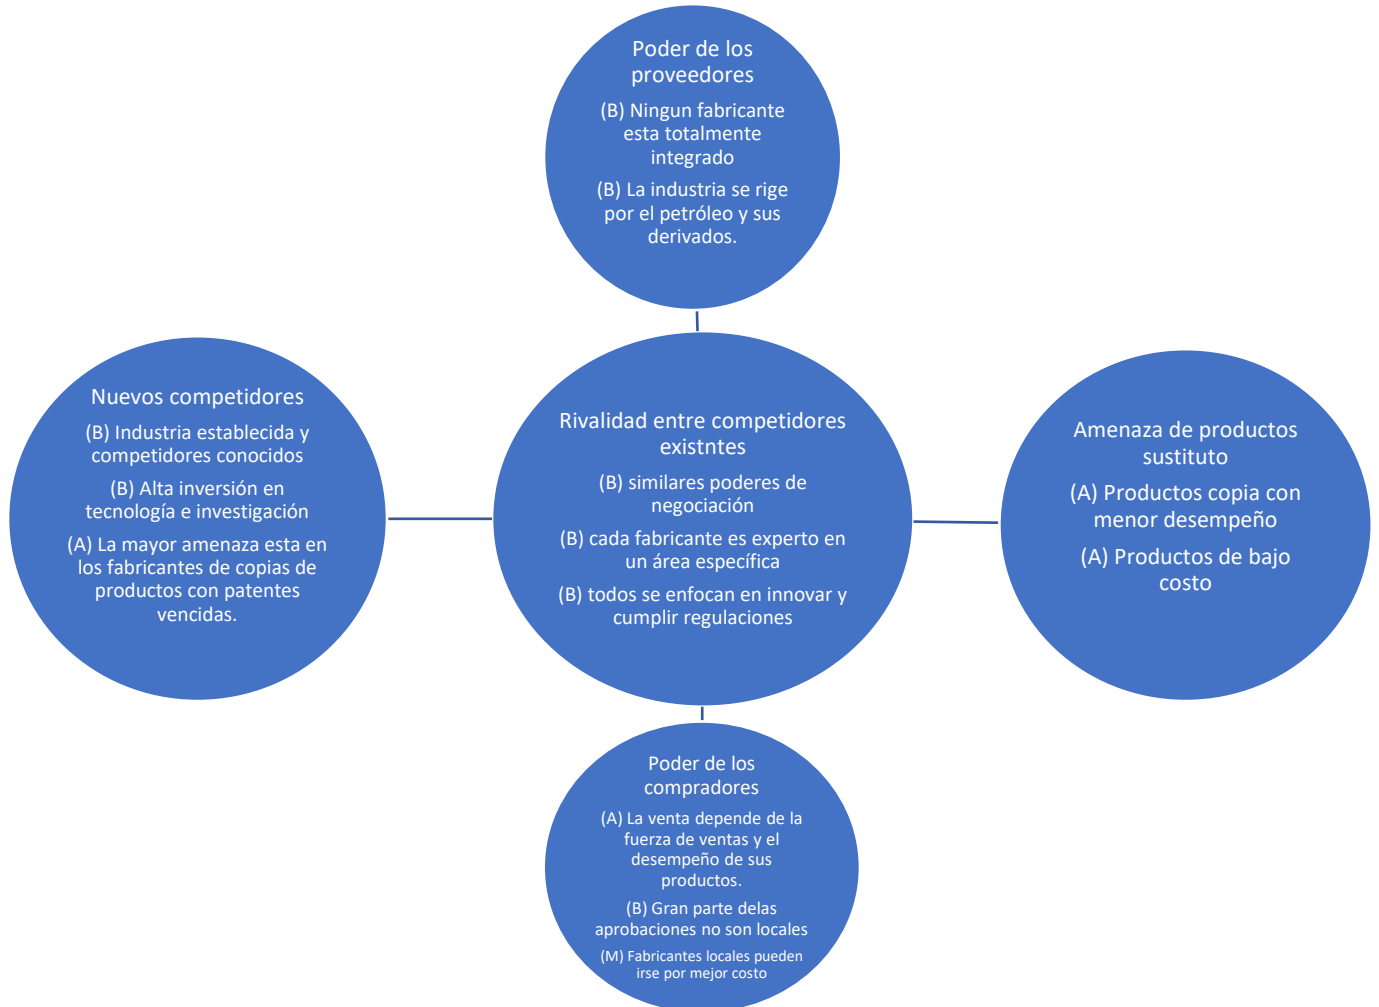 Poder de los
proveedores
(B) Ningun fabricante
esta totalmente
integrado
(B) La industria se rige
por el petróleo y sus
derivados.
Nuevos competidores
(B) Industria establecida y
competidores conocidos
(B) Alta inversión en
tecnología e investigación
(A) La mayor amenaza esta en
los fabricantes de copias de
productos con patentes
vencidas.
Rivalidad entre competidores
existntes
(B) similares poderes de
negociación
(B) cada fabricante es experto en
un área específica
(B) todos se enfocan en innovar y
cumplir regulaciones
Amenaza de productos
sustituto
(A) Productos copia con
menor desempeño
(A) Productos de bajo
costo
Poder de los
compradores
(A) La venta depende de la
fuerza de ventas y el
desempeño de sus
productos.
(B) Gran parte delas
aprobaciones no son locales
(M) Fabricantes locales pueden
irse por mejor costo